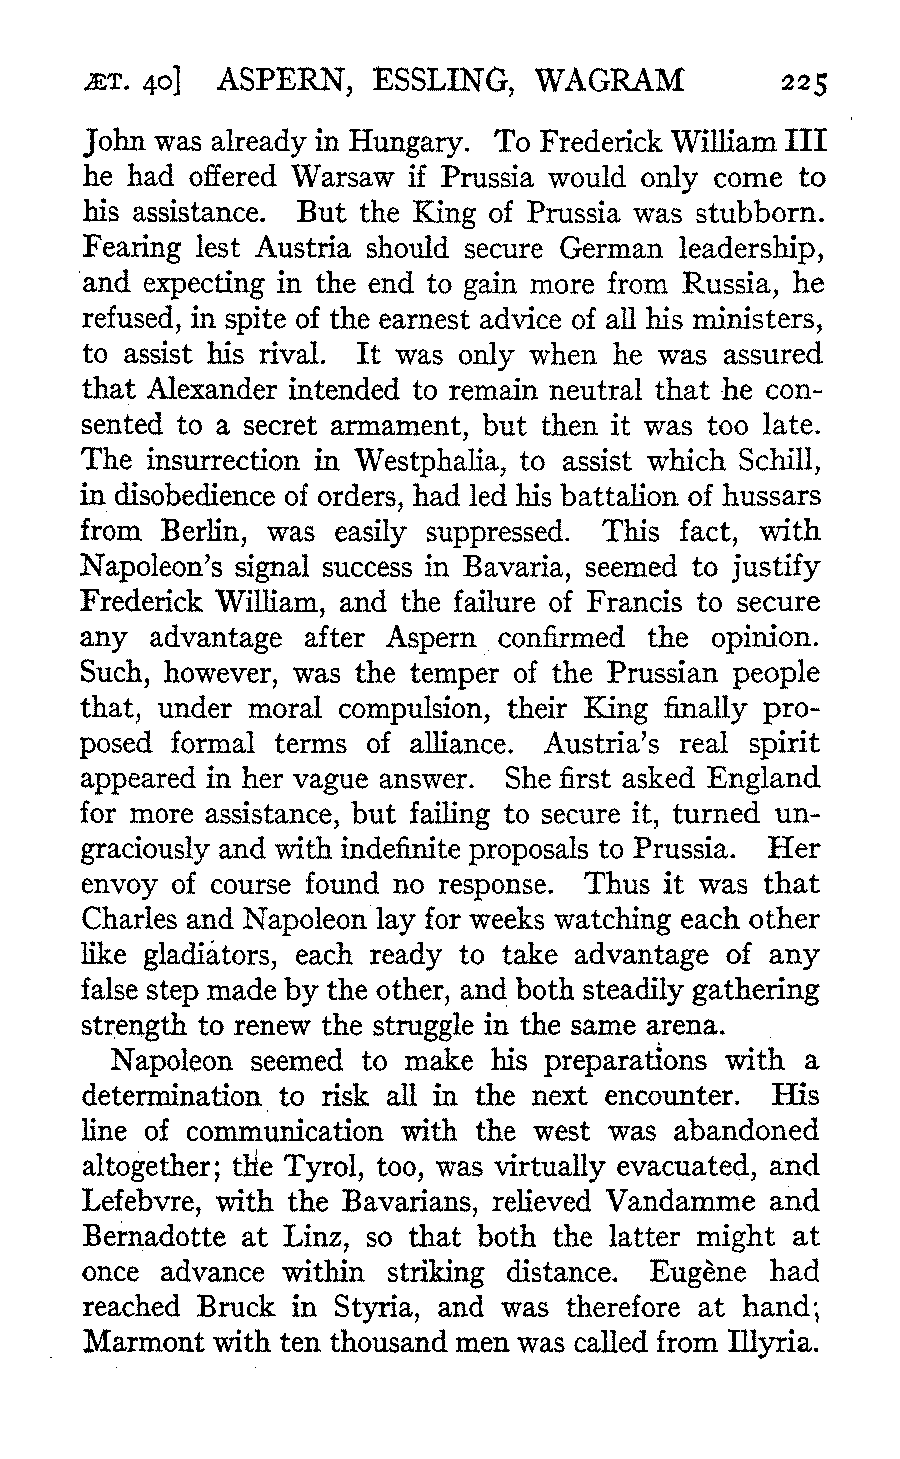 ÆT. 40] ASPERN, ESSLING, WAGRAM 225
John was already in Hungary. To Frederick William III
he had offered Warsaw if Prussia would only come to
his assistance. But the King of Prussia was stubborn.
Fearing lest Austria should secure German leadership,
and expecting in the end to gain more from Russia, he
refused, in spite of the earnest advice of all his ministers,
to assist his rival. It was only when he was assured
that Alexander intended to remain neutral that he con-
sented to a secret armament, but then it was too late.
The insurrection in Westphalia, to assist which Schill,
in disobedience of orders, had led his battalion of hussars
from Berlin, was easily suppressed. This fact, with
Napoleon's signal success in Bavaria, seemed to justify
Frederick William, and the failure of Francis to secure
any advantage after Aspern confirmed the opinion.
Such, however, was the temper of the Prussian people
that, under moral compulsion, their King finally pro-
posed formal terms of alliance. Austria's real spirit
appeared in her vague answer. She first asked England
for more assistance, but failing to secure it, turned un-
graciously and with indefinite proposals to Prussia. Her
envoy of course found no response. Thus it was that
Charles and Napoleon lay for weeks watching each other
like gladiators, each ready to take advantage of any
false step made by the other, and both steadily gathering
strength to renew the struggle in the same arena.
Napoleon seemed to make his preparations with a
determination to risk all in the next encounter. His
line of communication with the west was abandoned
altogether; the Tyrol, too, was virtually evacuated, and
Lefebvre, with the Bavarians, relieved Vandamme and
Bernadotte at Linz, so that both the latter might at
once advance within striking distance. Eugène had
reached Bruck in Styria, and was therefore at hand;
Marmont with ten thousand men was called from Illyria.